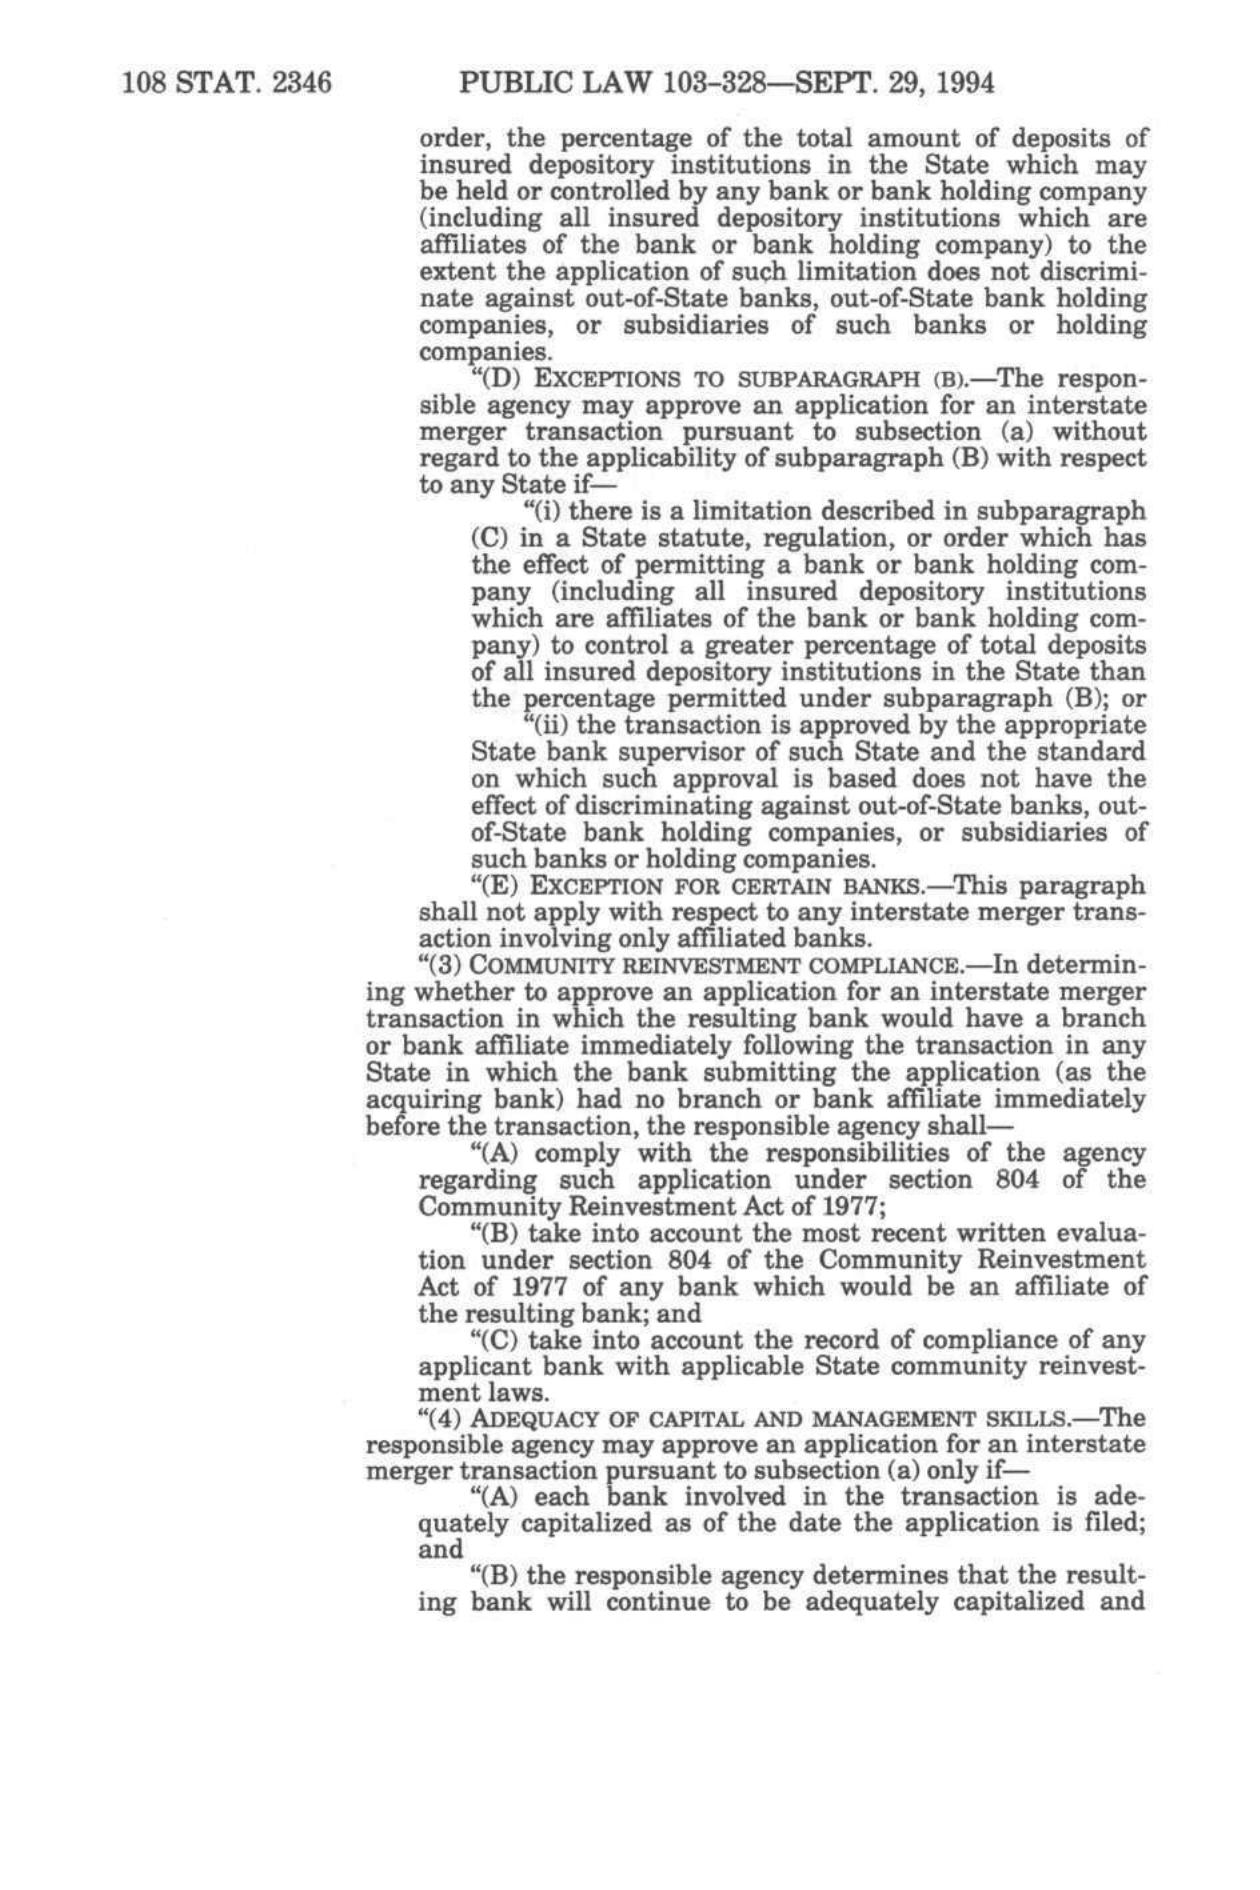 108 STAT. 2346 PUBLIC LAW 103–328—SEPT. 29, 1994
order, the percentage of the total amount of deposits of
insured depository institutions in the State which may
be held or controlled by any bank or bank holding company
(including all insured depository institutions which are
affiliates of the bank or bank holding company) to the
extent the application of such limitation does not discrimi-
nate against out-of-State banks, out-of-State bank holding
companies, or subsidiaries of such banks or holding
companies.
“(D) EXCEPTIONS TO SUBPARAGRAPH (B).—The respon-
sible agency may approve an application for an interstate
merger transaction pursuant to subsection (a) without
regard to the applicability of subparagraph (B) with respect
to any State if—
“(i) there is a limitation described in subparagraph
(C) in a State statute, regulation, or order which has
the effect of permitting a bank or bank holding com-
pany (including all insured depository institutions
which are affiliates of the bank or bank holding com-
pany) to control a greater percentage of total deposits
of all insured depository institutions in the State than
the percentage permitted under subparagraph (B); or
“(ii) the transaction is approved by the appropriate
State bank supervisor of such State and the standard
on which such approval is based does not have the
effect of discriminating against out-of-State banks, out-
of-State bank holding companies, or subsidiaries of
such banks or holding companies.
“(E) EXCEPTION FOR CERTAIN BANKS.—This paragraph
shall not apply with respect to any interstate merger trans-
action involving only affiliated banks.
“(3) COMMUNITY REINVESTMENT COMPLIANCE.—In determin-
ing whether to approve an application for an interstate merger
transaction in which the resulting bank would have a branch
or bank affiliate immediately following the transaction in any
State in which the bank submitting the application (as the
acquiring bank) had no branch or bank affiliate immediately
before the transaction, the responsible agency shall—
“(A) comply with the responsibilities of the agency
regarding such application under section 804 of the
Community Reinvestment Act of 1977;
“(B) take into account the most recent written evalua-
tion under section 804 of the Community Reinvestment
Act of 1977 of any bank which would be an affiliate of
the resulting bank; and
“(C) take into account the record of compliance of any
applicant bank with applicable State community reinvest-
ment laws.
“(4) ADEQUACY OF CAPITAL AND MANAGEMENT SKILLS.—The
responsible agency may approve an application for an interstate
merger transaction pursuant to subsection (a) only if—
“(A) each bank involved in the transaction is ade-
quately capitalized as of the date the application is filed;
and
“(B) the responsible agency determines that the result-
ing bank will continue to be adequately capitalized and